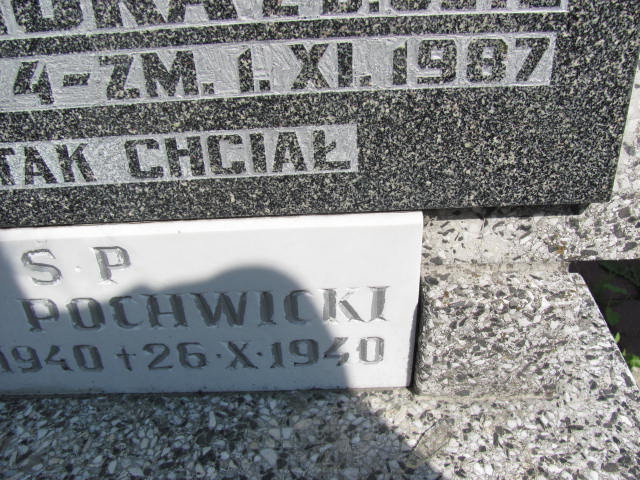 4-ZM. 1. XI. 1987
TAK CHCIAŁ
Ś.P
POCHWICKI
1940 + 26·X·1940